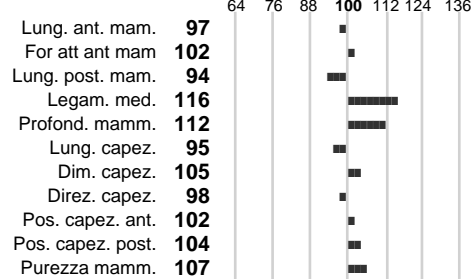 64 76 88 100 112 124 136
Lung. ant. mam. 97
For att ant mam 102
Lung. post. mam. 94
Legam. med. 116
Profond. mamm. 112
Lung. capez. 95
Dim. capez. 105
Direz. capez. 98
Pos. capez. ant. 102
Pos. capez. post. 104
Purezza mamm. 107